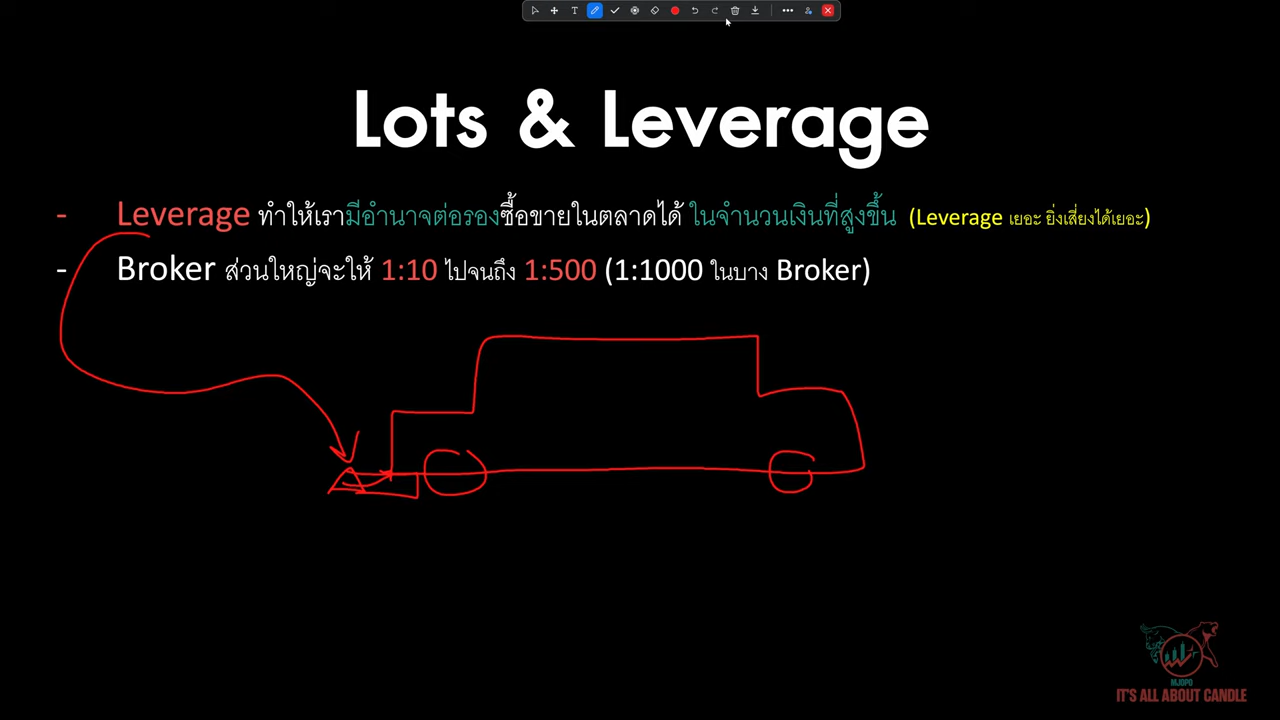 Lots & Leverage
- Leverage ทำให้เรามีอำนาจต่อรองซื้อขายในตลาดได้ ในจำนวนเงินที่สูงขึ้น (Leverage เยอะ ยิ่งเสี่ยงได้เยอะ)
- Broker ส่วนใหญ่จะให้ 1:10 ไปจนถึง 1:500 (1:1000 ในบาง Broker)
MJOPO
IT'S ALL ABOUT CANDLE